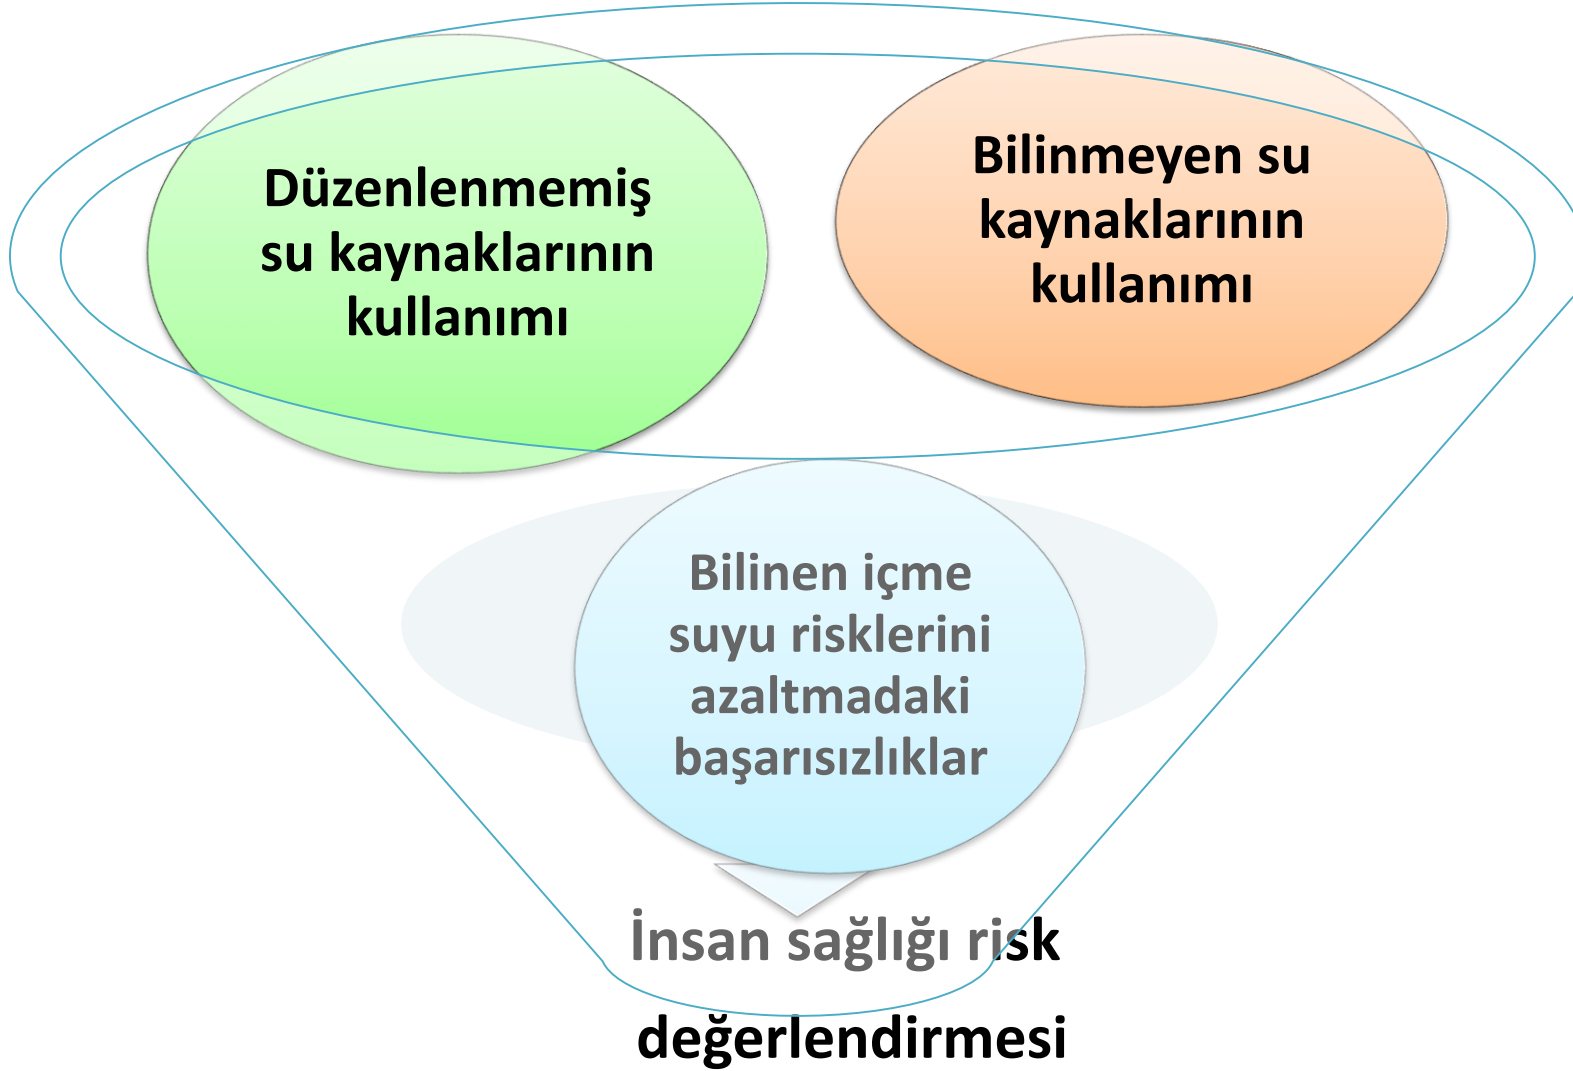 Düzenlenmemiş
su kaynaklarının
kullanımı
Bilinmeyen su
kaynaklarının
kullanımı
Bilinen içme
suyu risklerini
azaltmadaki
başarısızlıklar
İnsan sağlığı risk
değerlendirmesi